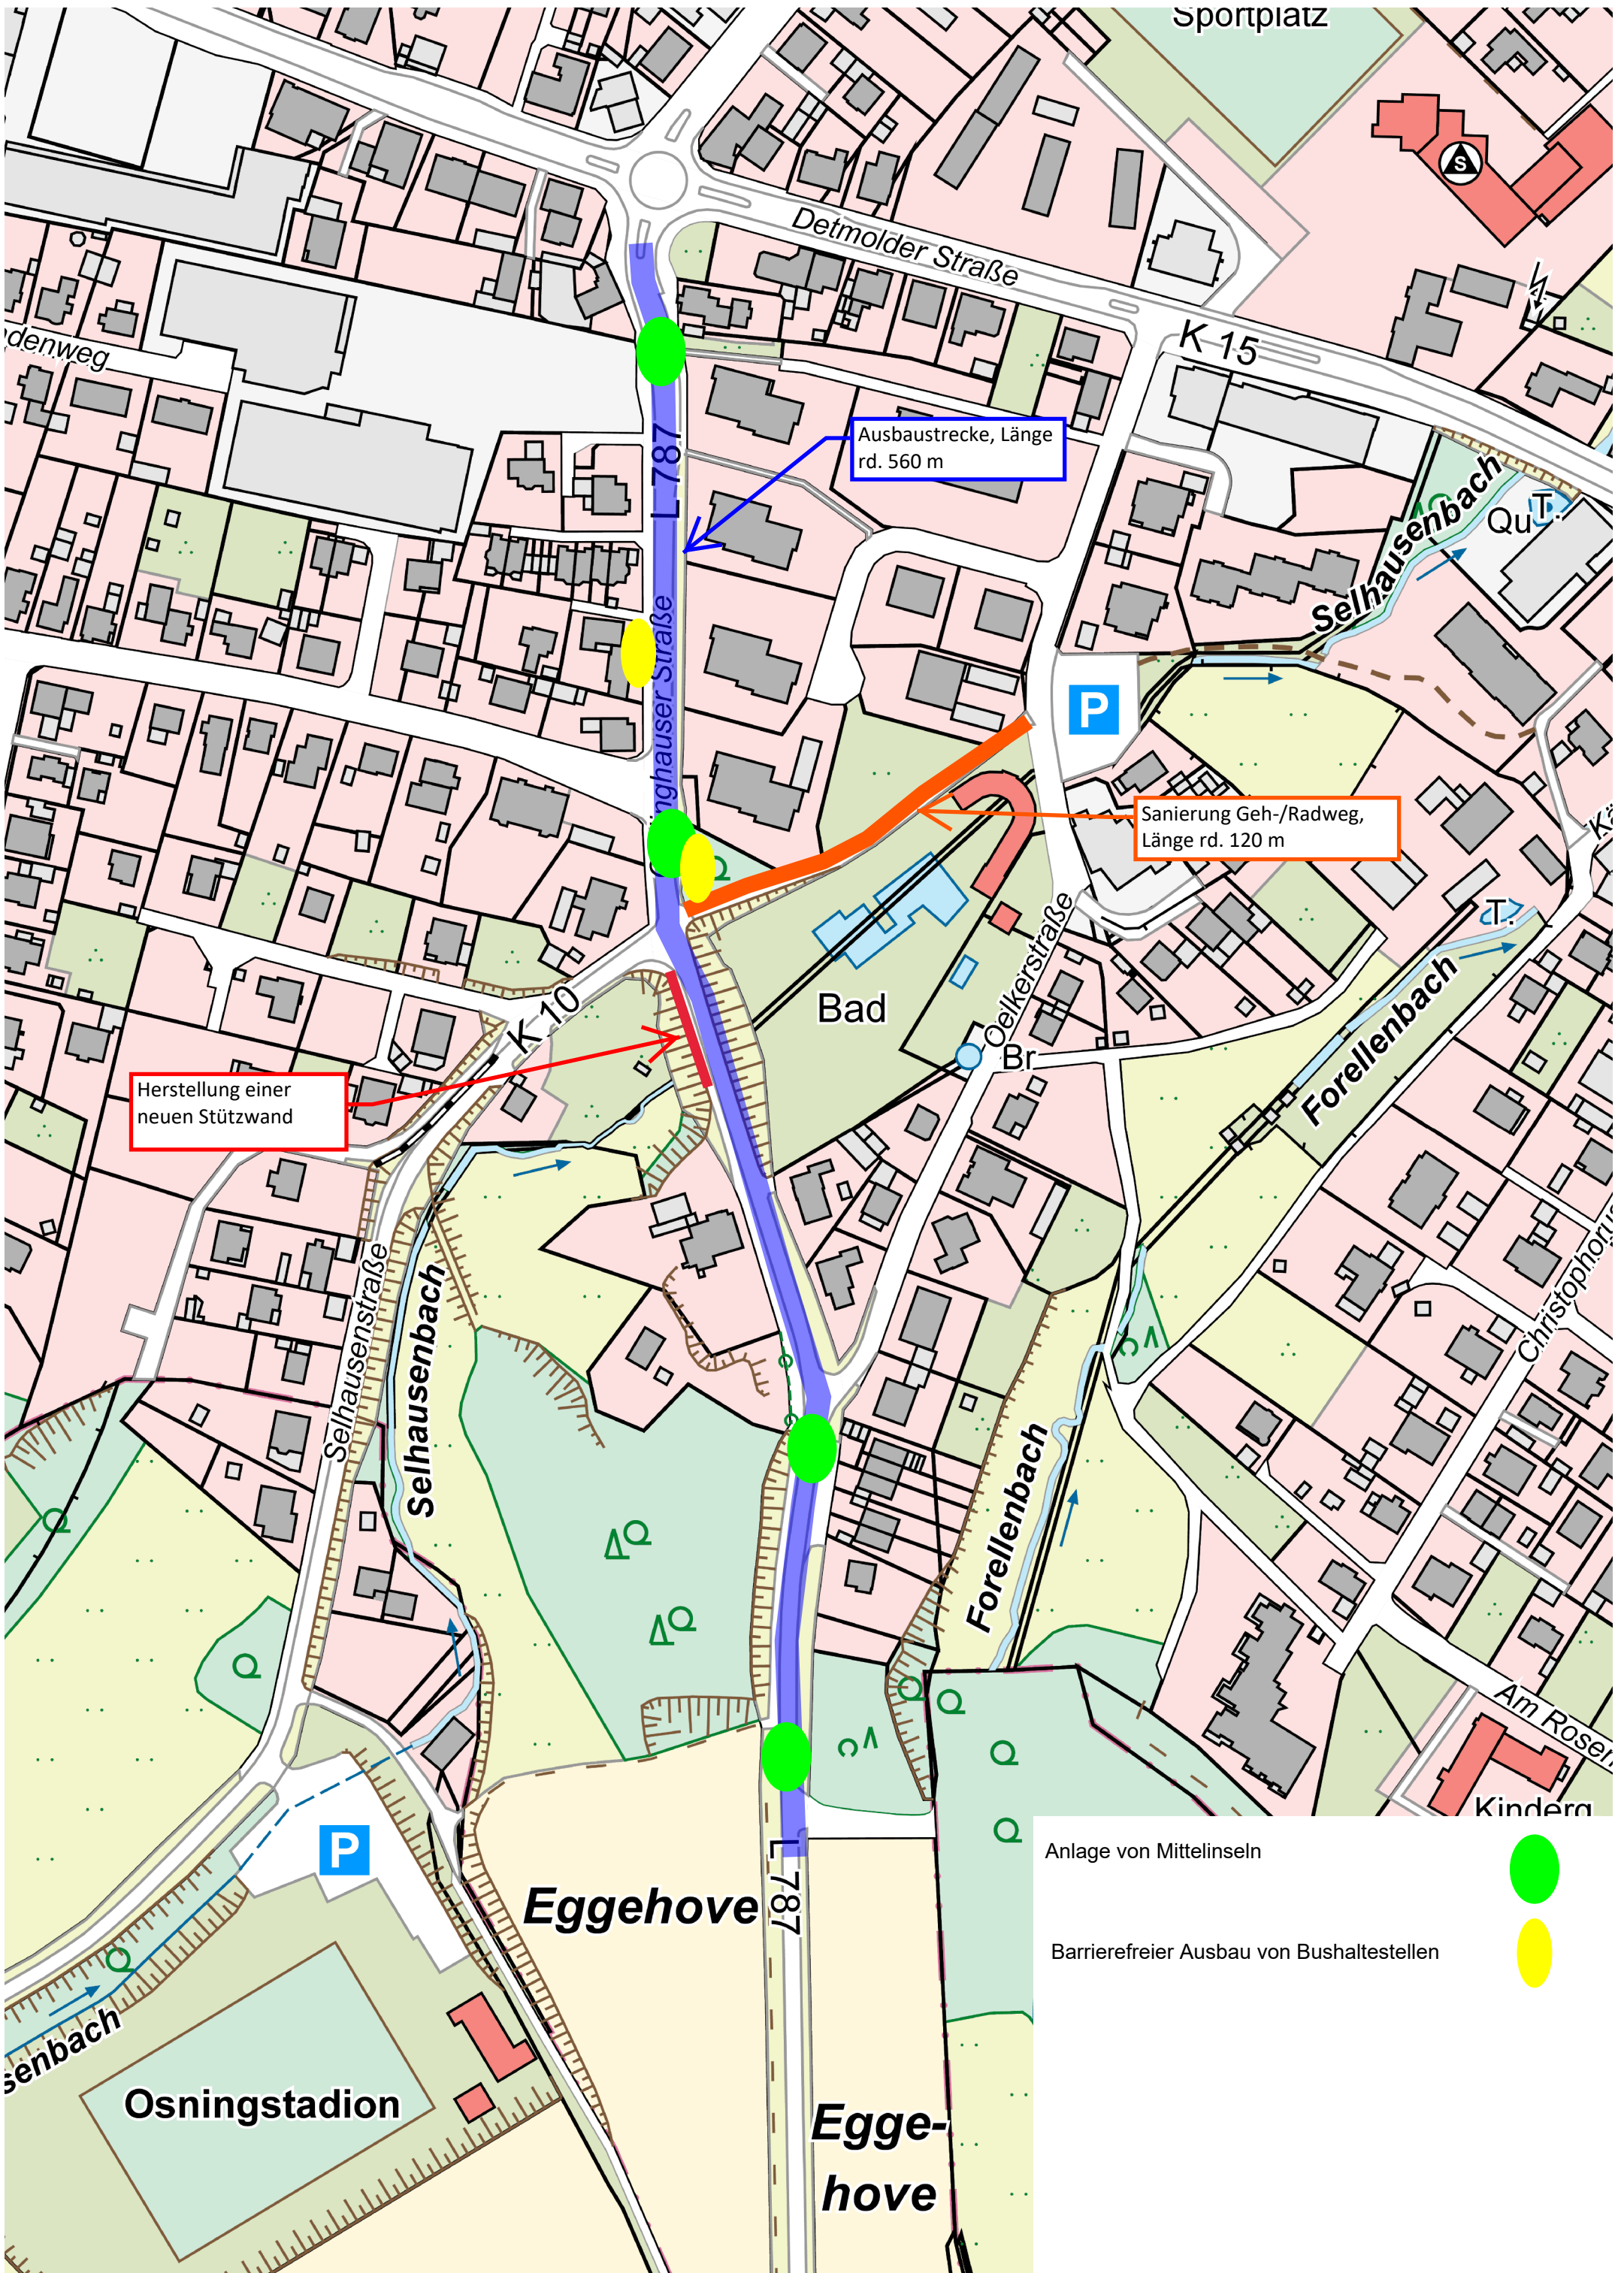 Sportplatz
S
Detmolder Straße
K 15
denweg
L 787
Ausbaustrecke, Länge
rd. 560 m
Selhausenbach
T.
Qu
inghauser Straße
P
Sanierung Geh-/Radweg,
Länge rd. 120 m
T.
Bad
Oelkerstraße
Br
K 10
Forellenbach
Herstellung einer
neuen Stützwand
Selhausenstraße
Selhausenbach
Christophorus
Forellenbach
Am Rosen
Kinderg
P
Eggehove
L 787
Anlage von Mittelinseln
Barrierefreier Ausbau von Bushaltestellen
senbach
Osningstadion
Egge-
hove